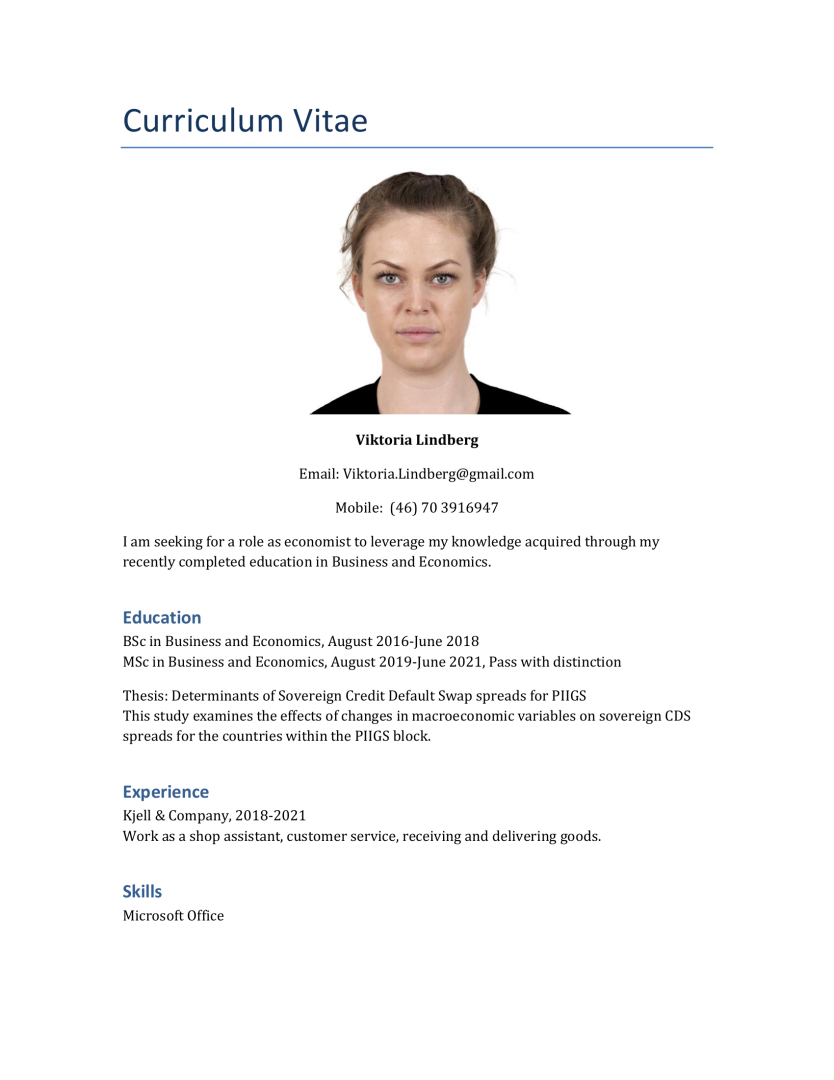 Curriculum Vitae
Viktoria Lindberg
Email: Viktoria.Lindberg@gmail.com
Mobile:  (46) 70 3916947
I am seeking for a role as economist to leverage my knowledge acquired through my
recently completed education in Business and Economics.
Education
BSc in Business and Economics, August 2016-June 2018
MSc in Business and Economics, August 2019-June 2021, Pass with distinction
Thesis: Determinants of Sovereign Credit Default Swap spreads for PIIGS
This study examines the effects of changes in macroeconomic variables on sovereign CDS
spreads for the countries within the PIIGS block.
Experience
Kjell & Company, 2018-2021
Work as a shop assistant, customer service, receiving and delivering goods.
Skills
Microsoft Office